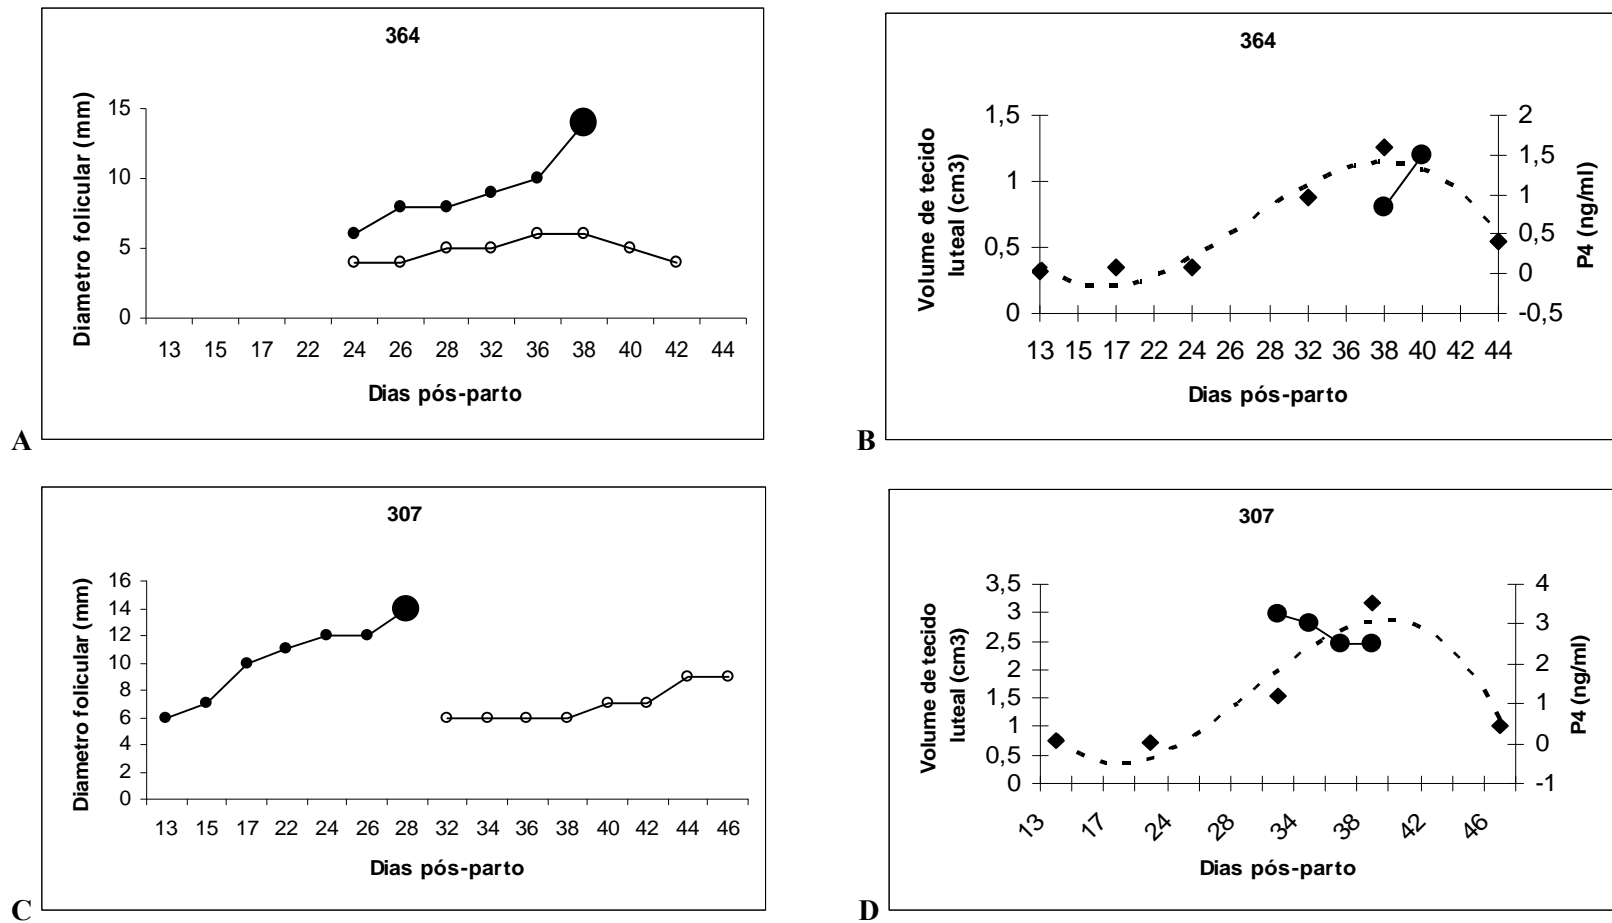 364
Diametro folicular (mm)
15
10
5
0
13 15 17 22 24 26 28 32 36 38 40 42 44
Dias pós-parto
A
364
Volume de tecido
luteal (cm3)
1,5
1
0,5
0
2
1,5
1
0,5
0
-0,5
P4 (ng/ml)
13 15 17 22 24 26 28 32 36 38 40 42 44
Dias pós-parto
B
307
Diametro folicular (mm)
16
14
12
10
8
6
4
2
0
13 15 17 22 24 26 28 32 34 36 38 40 42 44 46
Dias pós-parto
C
307
Volume de tecido
luteal (cm3)
3,5
3
2,5
2
1,5
1
0,5
0
4
3
2
1
0
-1
P4 (ng/ml)
13 17 24 28 34 38 42 46
Dias pós-parto
D